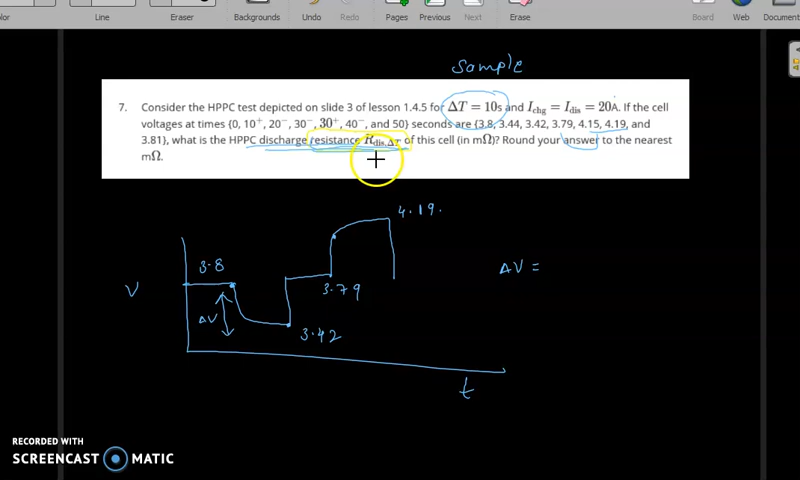 olor
Line
Eraser
Backgrounds
Undo
Redo
Pages
Previous
Next
Erase
Board
Web
Document
Sample
7. Consider the HPPC test depicted on slide 3 of lesson 1.4.5 for ΔT = 10s and I_chg = I_dis = 20A. If the cell
voltages at times {0, 10⁺, 20⁻, 30⁻, 30⁺, 40⁻, and 50} seconds are {3.8, 3.44, 3.42, 3.79, 4.15, 4.19, and
3.81}, what is the HPPC discharge resistance R_dis,ΔT of this cell (in mΩ)? Round your answer to the nearest
mΩ.
4.19.
3.8
ΔV =
V
3.79
ΔV
3.42
t
RECORDED WITH
SCREENCAST MATIC